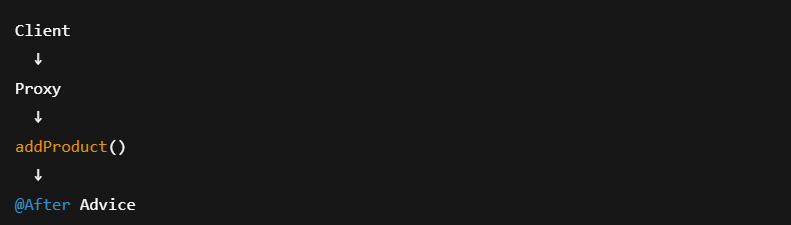 Client
↓
Proxy
↓
addProduct()
↓
@After Advice